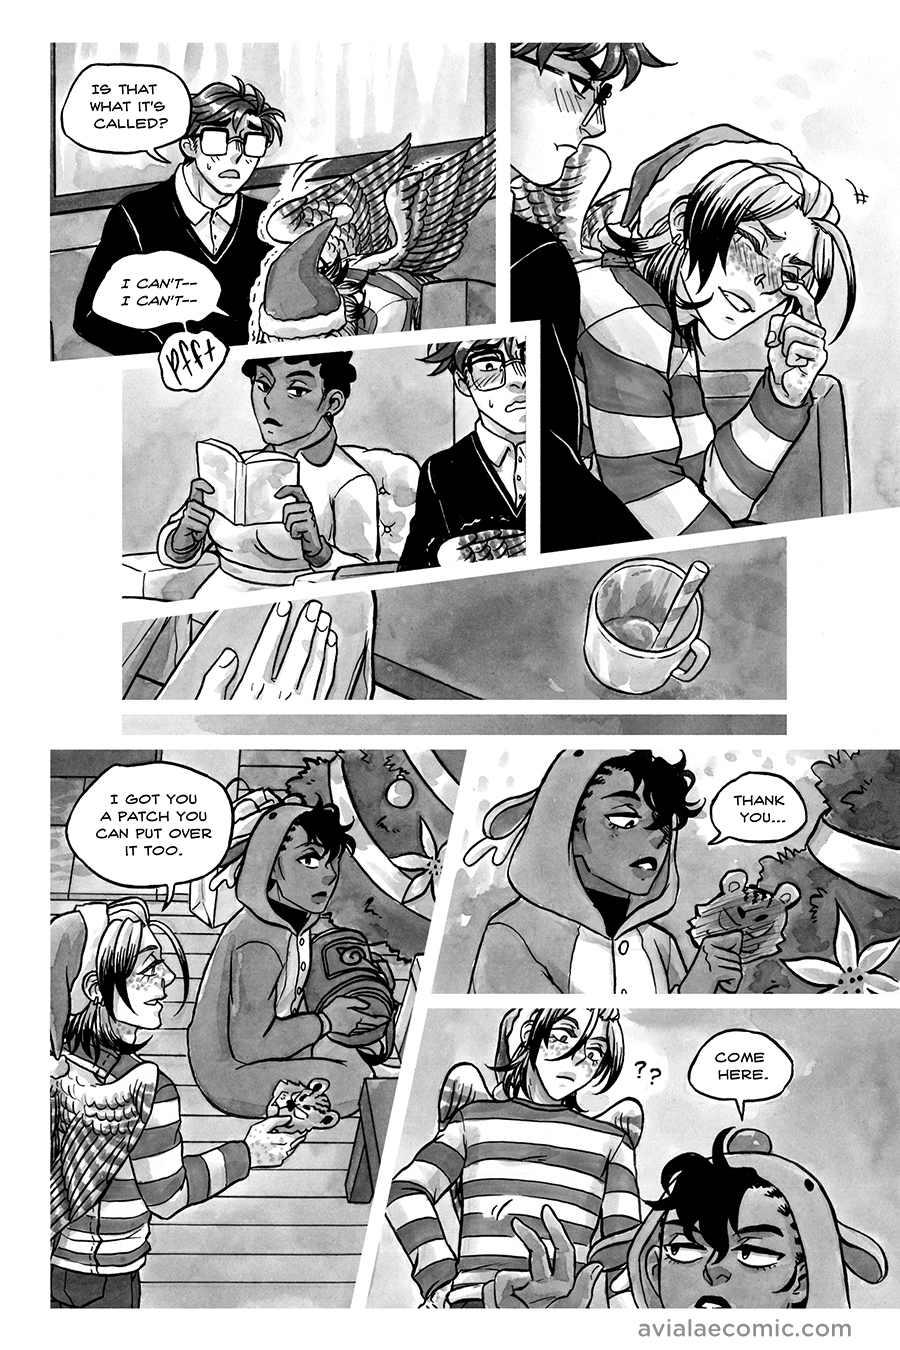 IS THAT
WHAT IT'S
CALLED?
I CAN'T--
I CAN'T--
pfft
I GOT YOU
A PATCH YOU
CAN PUT OVER
IT TOO.
THANK
YOU...
??
COME
HERE.
avialaecomic.com